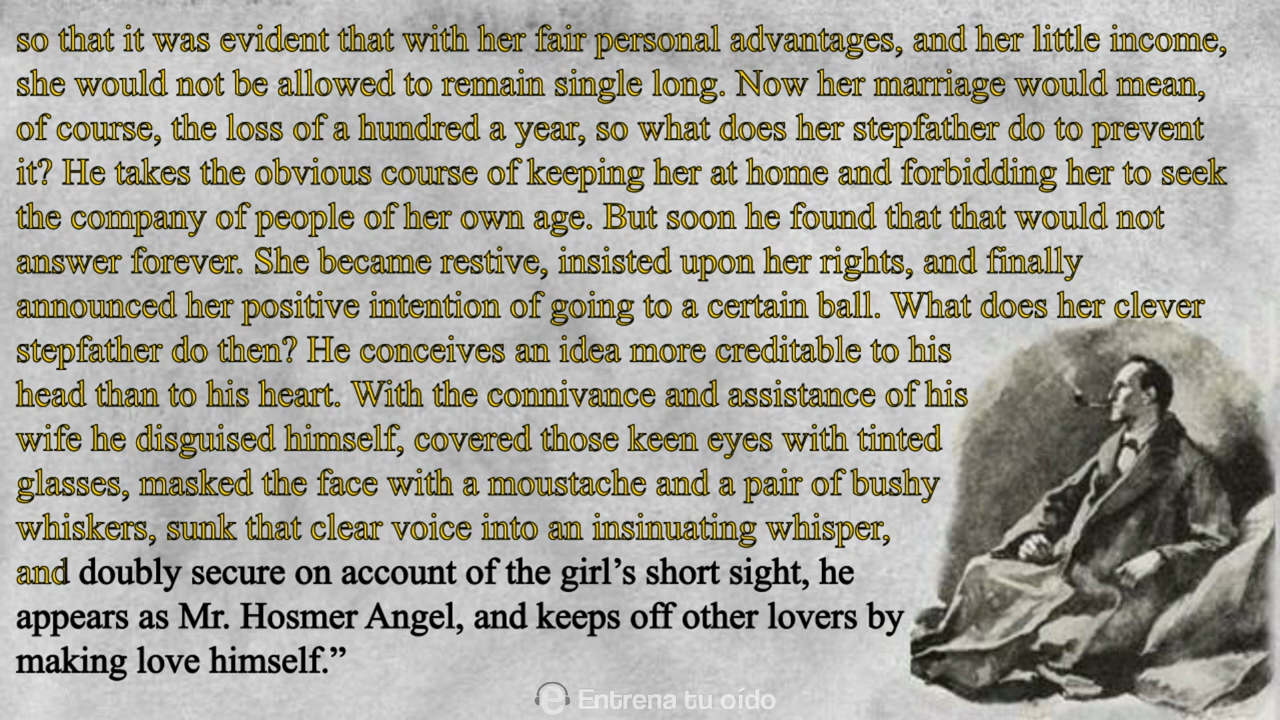 so that it was evident that with her fair personal advantages, and her little income,
she would not be allowed to remain single long. Now her marriage would mean,
of course, the loss of a hundred a year, so what does her stepfather do to prevent
it? He takes the obvious course of keeping her at home and forbidding her to seek
the company of people of her own age. But soon he found that that would not
answer forever. She became restive, insisted upon her rights, and finally
announced her positive intention of going to a certain ball. What does her clever
stepfather do then? He conceives an idea more creditable to his
head than to his heart. With the connivance and assistance of his
wife he disguised himself, covered those keen eyes with tinted
glasses, masked the face with a moustache and a pair of bushy
whiskers, sunk that clear voice into an insinuating whisper,
and doubly secure on account of the girl’s short sight, he
appears as Mr. Hosmer Angel, and keeps off other lovers by
making love himself.”
e Entrena tu oído